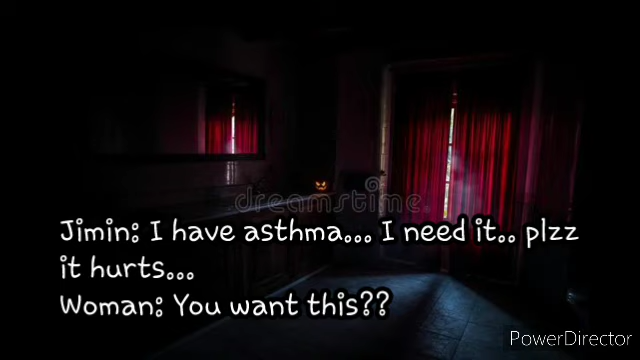 dreamstime.
Jimin: I have asthma... I need it.. plzz
it hurts...
Woman: You want this??
PowerDirector